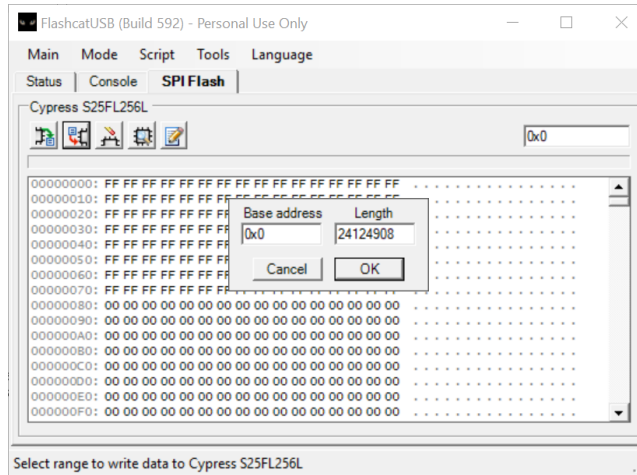 FlashcatUSB (Build 592) - Personal Use Only
Main Mode Script Tools Language
Status Console SPI Flash
Cypress S25FL256L
0x0
00000000: FF FF FF FF FF FF FF FF FF FF FF FF FF FF FF FF . . . . . . . . . . . . . . . .
00000010: FF FF FF FF FF FF FF
00000020: FF FF FF FF FF FF FF
00000030: FF FF FF FF FF FF FF
00000040: FF FF FF FF FF FF FF
00000050: FF FF FF FF FF FF FF
00000060: FF FF FF FF FF FF FF
00000070: FF FF FF FF FF FF FF
Base address Length
0x0 24124908
Cancel OK
00000080: 00 00 00 00 00 00 00 00 00 00 00 00 00 00 00 00 . . . . . . . . . . . . . . . .
00000090: 00 00 00 00 00 00 00 00 00 00 00 00 00 00 00 00 . . . . . . . . . . . . . . . .
000000A0: 00 00 00 00 00 00 00 00 00 00 00 00 00 00 00 00 . . . . . . . . . . . . . . . .
000000B0: 00 00 00 00 00 00 00 00 00 00 00 00 00 00 00 00 . . . . . . . . . . . . . . . .
000000C0: 00 00 00 00 00 00 00 00 00 00 00 00 00 00 00 00 . . . . . . . . . . . . . . . .
000000D0: 00 00 00 00 00 00 00 00 00 00 00 00 00 00 00 00 . . . . . . . . . . . . . . . .
000000E0: 00 00 00 00 00 00 00 00 00 00 00 00 00 00 00 00 . . . . . . . . . . . . . . . .
000000F0: 00 00 00 00 00 00 00 00 00 00 00 00 00 00 00 00 . . . . . . . . . . . . . . . .
Select range to write data to Cypress S25FL256L